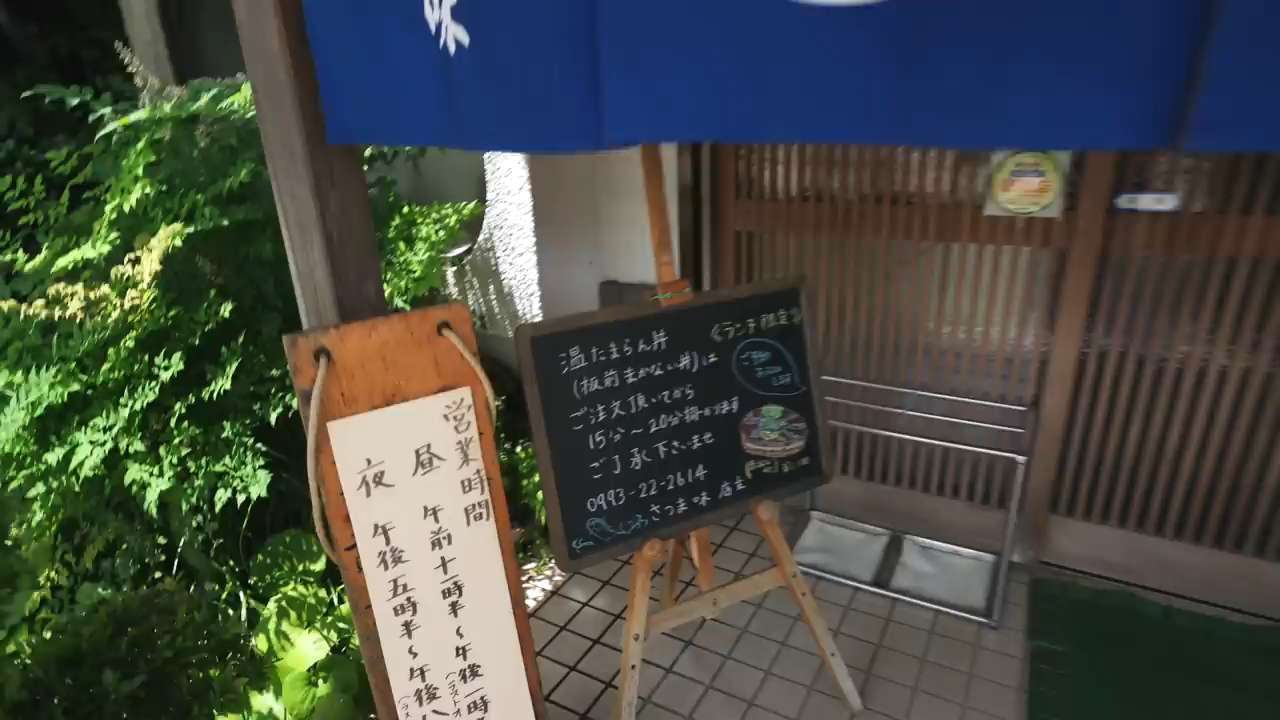 味
営業時間
昼 午前十一時半~午後一時
夜 午後五時半~午後八
温たまらん丼
(板前まかない丼)は
ご注文頂いてから
15分~20分掛かります
ご了承下さいませ
0993-22-2614
さつま味 店主
《ランチ限定》